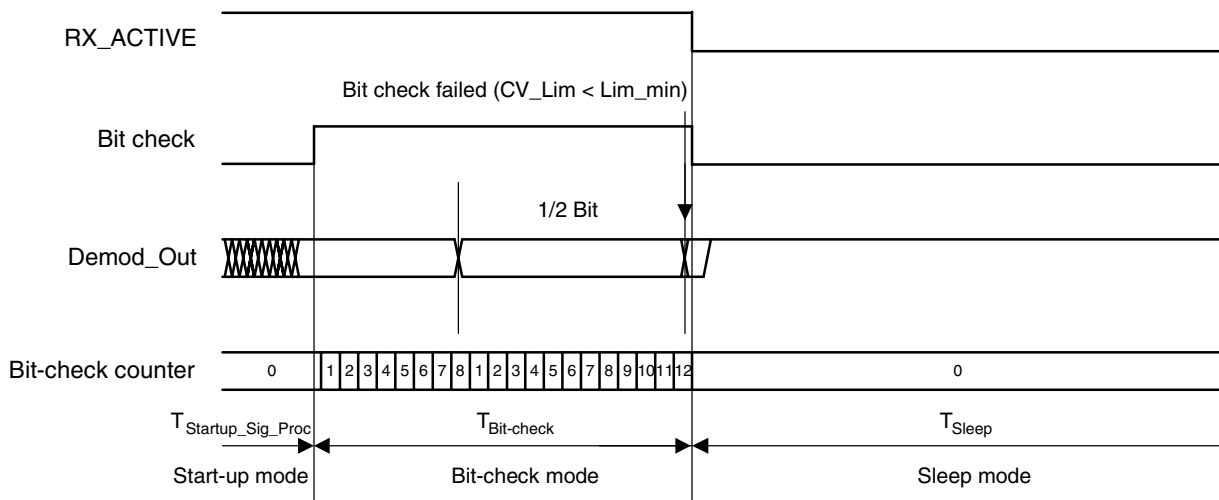 RX_ACTIVE
Bit check failed (CV_Lim < Lim_min)
Bit check
1/2 Bit
Demod_Out
Bit-check counter 0 1 2 3 4 5 6 7 8 1 2 3 4 5 6 7 8 9 10 11 12 0
TStartup_Sig_Proc TBit-check TSleep
Start-up mode Bit-check mode Sleep mode